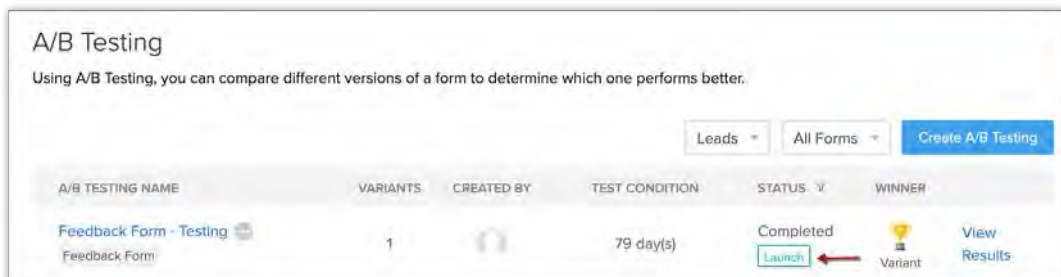 A/B Testing
Using A/B Testing, you can compare different versions of a form to determine which one performs better.
Leads All Forms Create A/B Testing
A/B TESTING NAME VARIANTS CREATED BY TEST CONDITION STATUS WINNER
Feedback Form - Testing 1 79 day(s) Completed View
Feedback Form Launch Variant Results